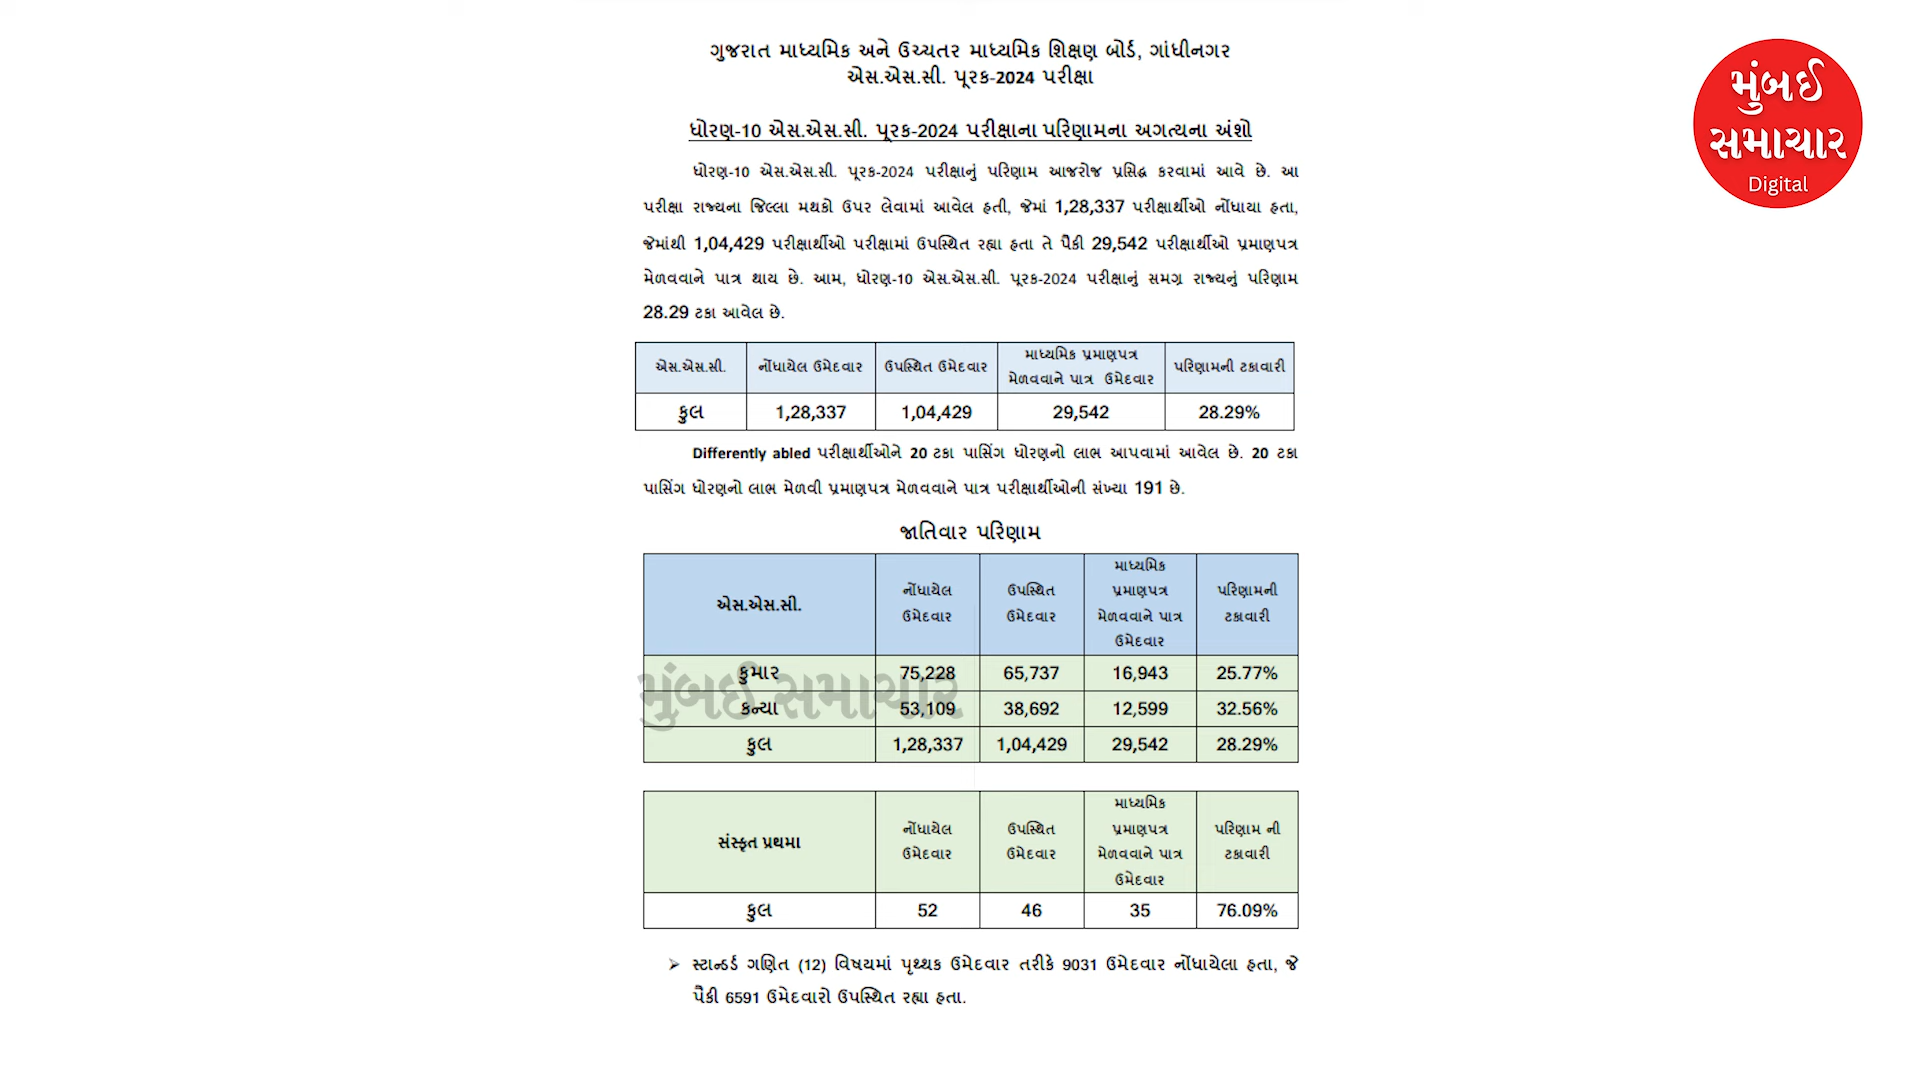 ગુજરાત માધ્યમિક અને ઉચ્ચતર માધ્યમિક શિક્ષણ બોર્ડ, ગાંધીનગર
એસ.એસ.સી. પૂરક-2024 પરીક્ષા
મુંબઈ
સમાચાર
Digital
ધોરણ-10 એસ.એસ.સી. પૂરક-2024 પરીક્ષાના પરિણામના અગત્યના અંશો
ધોરણ-10 એસ.એસ.સી. પૂરક-2024 પરીક્ષાનું પરિણામ આજરોજ પ્રસિદ્ધ કરવામાં આવે છે. આ
પરીક્ષા રાજ્યના જિલ્લા મથકો ઉપર લેવામાં આવેલ હતી, જેમાં 1,28,337 પરીક્ષાર્થીઓ નોંધાયા હતા,
જેમાંથી 1,04,429 પરીક્ષાર્થીઓ પરીક્ષામાં ઉપસ્થિત રહ્યા હતા તે પૈકી 29,542 પરીક્ષાર્થીઓ પ્રમાણપત્ર
મેળવવાને પાત્ર થાય છે. આમ, ધોરણ-10 એસ.એસ.સી. પૂરક-2024 પરીક્ષાનું સમગ્ર રાજ્યનું પરિણામ
28.29 ટકા આવેલ છે.
એસ.એસ.સી. નોંધાયેલ ઉમેદવાર ઉપસ્થિત ઉમેદવાર માધ્યમિક પ્રમાણપત્ર મેળવવાને પાત્ર ઉમેદવાર પરિણામની ટકાવારી
કુલ 1,28,337 1,04,429 29,542 28.29%
Differently abled પરીક્ષાર્થીઓને 20 ટકા પાસિંગ ધોરણનો લાભ આપવામાં આવેલ છે. 20 ટકા
પાસિંગ ધોરણનો લાભ મેળવી પ્રમાણપત્ર મેળવવાને પાત્ર પરીક્ષાર્થીઓની સંખ્યા 191 છે.
જાતિવાર પરિણામ
એસ.એસ.સી. નોંધાયેલ ઉમેદવાર ઉપસ્થિત ઉમેદવાર માધ્યમિક પ્રમાણપત્ર મેળવવાને પાત્ર ઉમેદવાર પરિણામની ટકાવારી
કુમાર 75,228 65,737 16,943 25.77%
મુંબઈ સમાચાર
કન્યા 53,109 38,692 12,599 32.56%
કુલ 1,28,337 1,04,429 29,542 28.29%
સંસ્કૃત પ્રથમા નોંધાયેલ ઉમેદવાર ઉપસ્થિત ઉમેદવાર માધ્યમિક પ્રમાણપત્ર મેળવવાને પાત્ર ઉમેદવાર પરિણામ ની ટકાવારી
કુલ 52 46 35 76.09%
➢ સ્ટાન્ડર્ડ ગણિત (12) વિષયમાં પૃથ્થક ઉમેદવાર તરીકે 9031 ઉમેદવાર નોંધાયેલા હતા, જે
પૈકી 6591 ઉમેદવારો ઉપસ્થિત રહ્યા હતા.